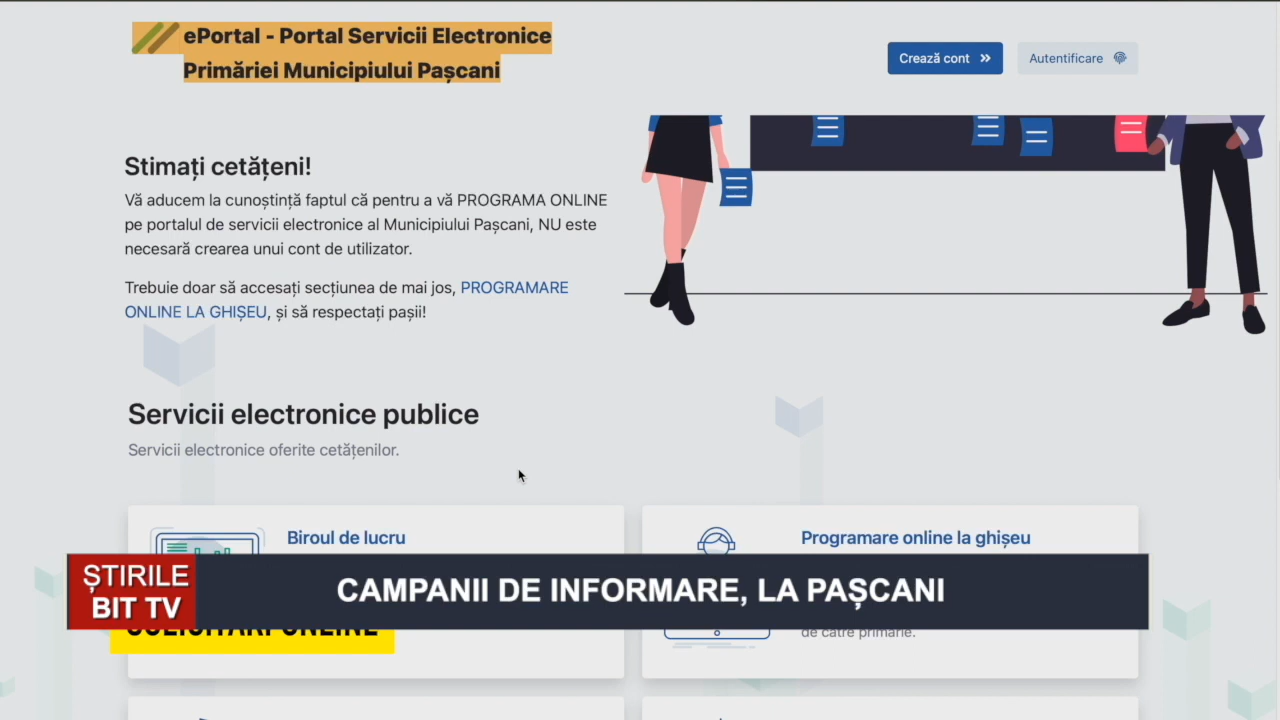 ePortal - Portal Servicii Electronice
Primăriei Municipiului Pașcani
Crează cont
Autentificare
Stimați cetățeni!
Vă aducem la cunoștință faptul că pentru a vă PROGRAMA ONLINE
pe portalul de servicii electronice al Municipiului Pașcani, NU este
necesară crearea unui cont de utilizator.
Trebuie doar să accesați secțiunea de mai jos, PROGRAMARE
ONLINE LA GHIȘEU, și să respectați pașii!
Servicii electronice publice
Servicii electronice oferite cetățenilor.
Biroul de lucru
Programare online la ghișeu
ȘTIRILE
BIT TV
CAMPANII DE INFORMARE, LA PAȘCANI
SOLICITĂRI ONLINE
de către primărie.